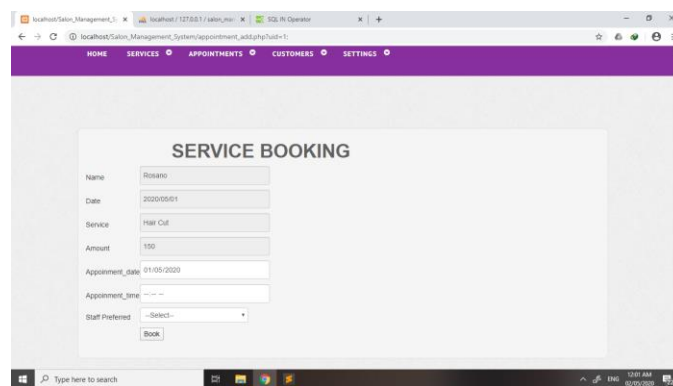 localhost/Salon_Management_S
localhost / 127.0.0.1 / salon_ma
SQL IN Operator
localhost/Salon_Management_System/appointment_add.php?uid=1;
HOME SERVICES APPOINTMENTS CUSTOMERS SETTINGS
SERVICE BOOKING
Name Rosario
Date 2020/05/01
Service Hair Cut
Amount 150
Appoinment_date 01/05/2020
Appoinment_time --:-- --
Staff Preferred --Select--
Book
Type here to search
ENG
12:01 AM
02/05/2020